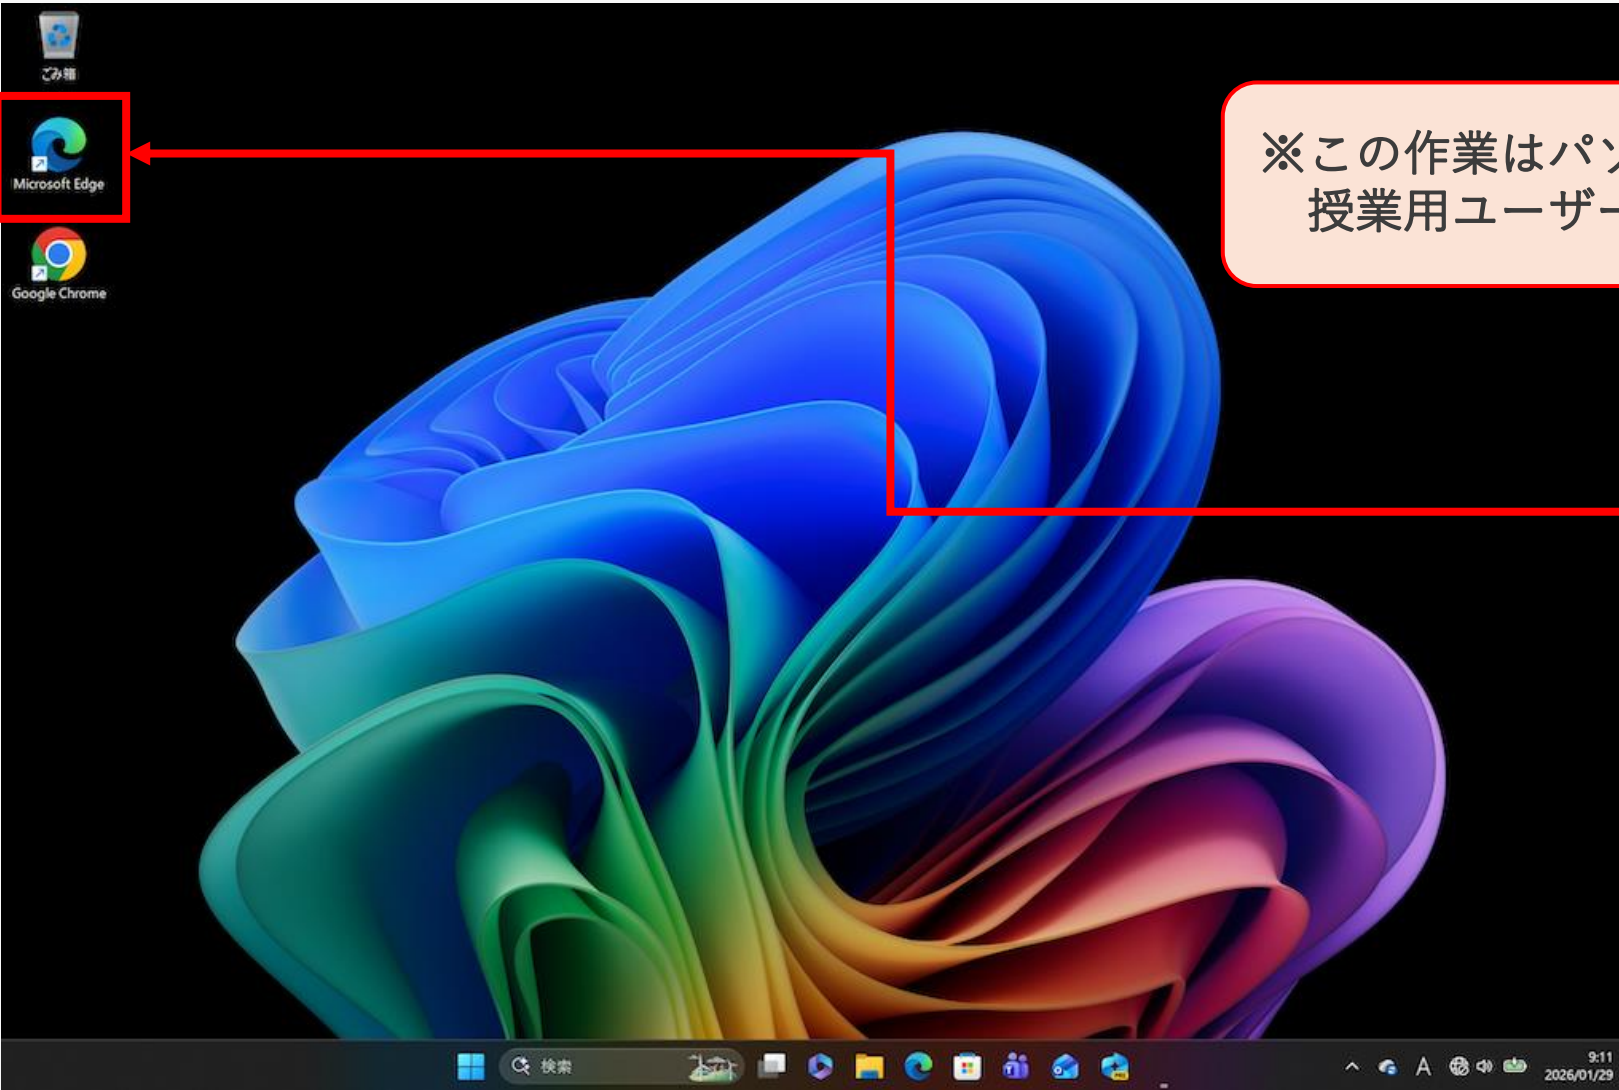 ごみ箱
Microsoft Edge
Google Chrome
※この作業はパソ
授業用ユーザー
検索
A
9:11
2026/01/29